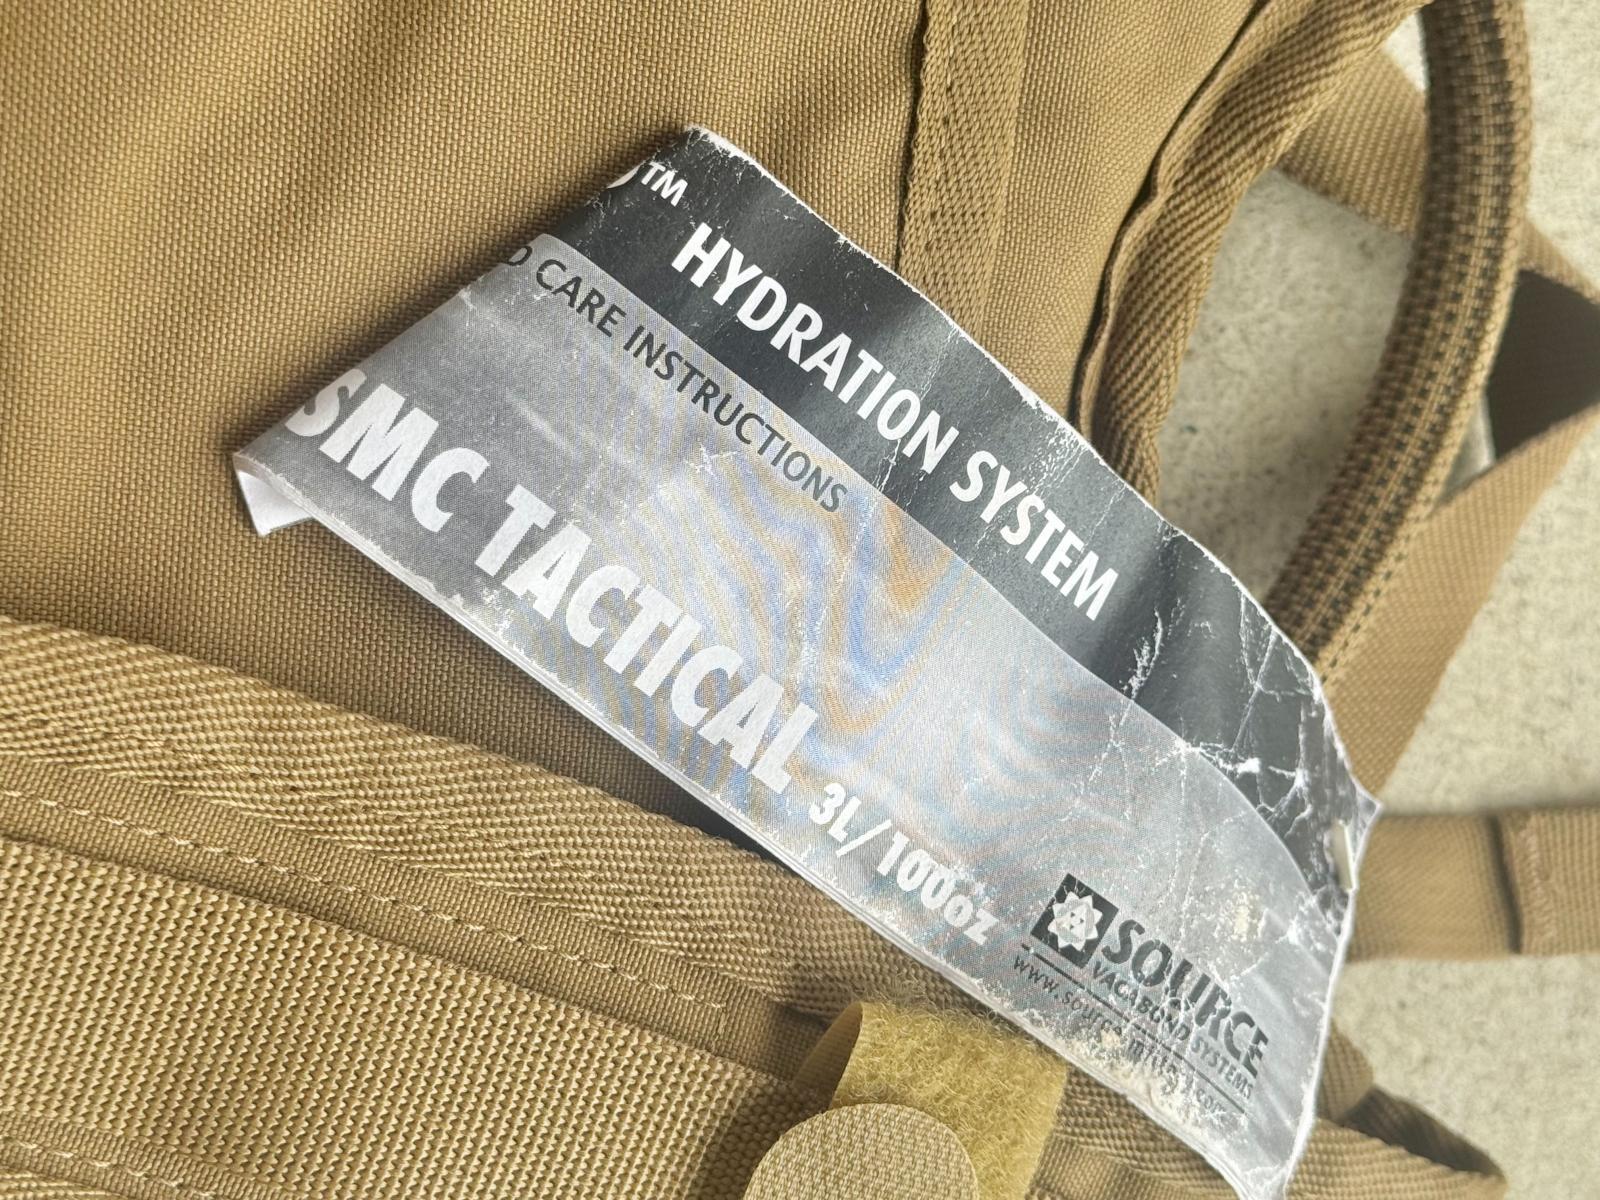 ™ HYDRATION SYSTEM
D CARE INSTRUCTIONS
SMC TACTICAL 3L/100oz
SOURCE
VAGABOND SYSTEMS